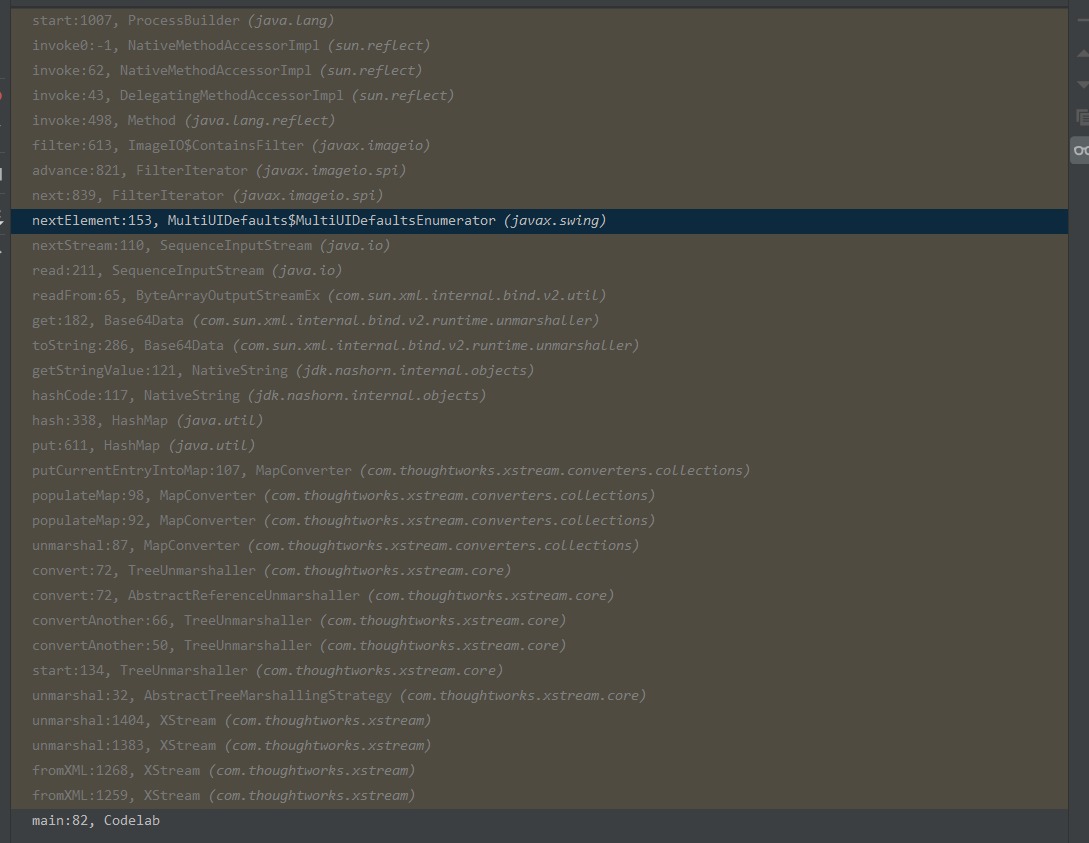 start:1007, ProcessBuilder (java.lang)
invoke0:-1, NativeMethodAccessorImpl (sun.reflect)
invoke:62, NativeMethodAccessorImpl (sun.reflect)
invoke:43, DelegatingMethodAccessorImpl (sun.reflect)
invoke:498, Method (java.lang.reflect)
filter:613, ImageIO$ContainsFilter (javax.imageio)
advance:821, FilterIterator (javax.imageio.spi)
next:839, FilterIterator (javax.imageio.spi)
nextElement:153, MultiUIDefaults$MultiUIDefaultsEnumerator (javax.swing)
nextStream:110, SequenceInputStream (java.io)
read:211, SequenceInputStream (java.io)
readFrom:65, ByteArrayOutputStreamEx (com.sun.xml.internal.bind.v2.util)
get:182, Base64Data (com.sun.xml.internal.bind.v2.runtime.unmarshaller)
toString:286, Base64Data (com.sun.xml.internal.bind.v2.runtime.unmarshaller)
getStringValue:121, NativeString (jdk.nashorn.internal.objects)
hashCode:117, NativeString (jdk.nashorn.internal.objects)
hash:338, HashMap (java.util)
put:611, HashMap (java.util)
putCurrentEntryIntoMap:107, MapConverter (com.thoughtworks.xstream.converters.collections)
populateMap:98, MapConverter (com.thoughtworks.xstream.converters.collections)
populateMap:92, MapConverter (com.thoughtworks.xstream.converters.collections)
unmarshal:87, MapConverter (com.thoughtworks.xstream.converters.collections)
convert:72, TreeUnmarshaller (com.thoughtworks.xstream.core)
convert:72, AbstractReferenceUnmarshaller (com.thoughtworks.xstream.core)
convertAnother:66, TreeUnmarshaller (com.thoughtworks.xstream.core)
convertAnother:50, TreeUnmarshaller (com.thoughtworks.xstream.core)
start:134, TreeUnmarshaller (com.thoughtworks.xstream.core)
unmarshal:32, AbstractTreeMarshallingStrategy (com.thoughtworks.xstream.core)
unmarshal:1404, XStream (com.thoughtworks.xstream)
unmarshal:1383, XStream (com.thoughtworks.xstream)
fromXML:1268, XStream (com.thoughtworks.xstream)
fromXML:1259, XStream (com.thoughtworks.xstream)
main:82, Codelab